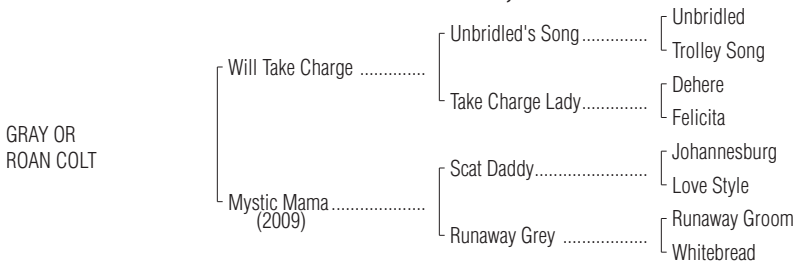 Unbridled
Unbridled's Song..............
Trolley Song
Will Take Charge ..............
Dehere
Take Charge Lady..............
Felicita
GRAY OR
ROAN COLT
Johannesburg
Scat Daddy........................
Love Style
Mystic Mama....................
(2009)
Runaway Groom
Runaway Grey ..................
Whitebread